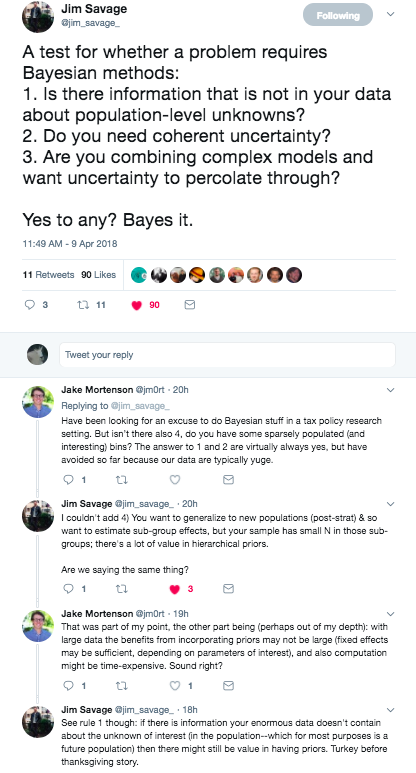 Jim Savage
@jim_savage_
Following
A test for whether a problem requires
Bayesian methods:
1. Is there information that is not in your data
about population-level unknowns?
2. Do you need coherent uncertainty?
3. Are you combining complex models and
want uncertainty to percolate through?
Yes to any? Bayes it.
11:49 AM - 9 Apr 2018
11 Retweets 90 Likes
3 11 90
Tweet your reply
Jake Mortenson @jm0rt · 20h
Replying to @jim_savage_
Have been looking for an excuse to do Bayesian stuff in a tax policy research
setting. But isn't there also 4, do you have some sparsely populated (and
interesting) bins? The answer to 1 and 2 are virtually always yes, but have
avoided so far because our data are typically yuge.
1
Jim Savage @jim_savage_ · 20h
I couldn't add 4) You want to generalize to new populations (post-strat) & so
want to estimate sub-group effects, but your sample has small N in those sub-
groups; there's a lot of value in hierarchical priors.
Are we saying the same thing?
1 3
Jake Mortenson @jm0rt · 19h
That was part of my point, the other part being (perhaps out of my depth): with
large data the benefits from incorporating priors may not be large (fixed effects
may be sufficient, depending on parameters of interest), and also computation
might be time-expensive. Sound right?
1 1
Jim Savage @jim_savage_ · 18h
See rule 1 though: if there is information your enormous data doesn't contain
about the unknown of interest (in the population--which for most purposes is a
future population) then there might still be value in having priors. Turkey before
thanksgiving story.